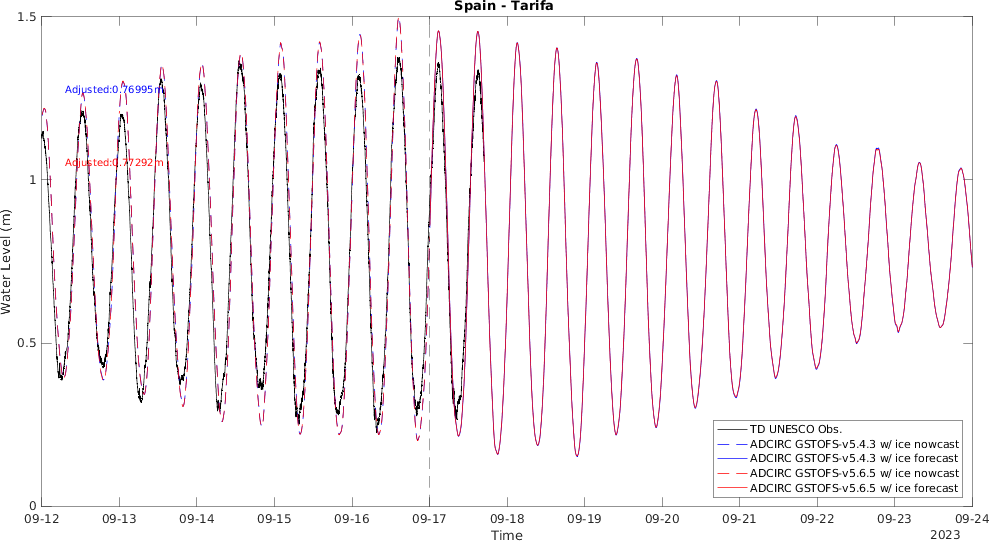 Spain - Tarifa
Water Level (m)
1.5
1
0.5
0
Adjusted:0.76995m
Adjusted:0.77292m
TD UNESCO Obs.
ADCIRC GSTOFS-v5.4.3 w/ ice nowcast
ADCIRC GSTOFS-v5.4.3 w/ ice forecast
ADCIRC GSTOFS-v5.6.5 w/ ice nowcast
ADCIRC GSTOFS-v5.6.5 w/ ice forecast
09-12 09-13 09-14 09-15 09-16 09-17 09-18 09-19 09-20 09-21 09-22 09-23 09-24
Time
2023